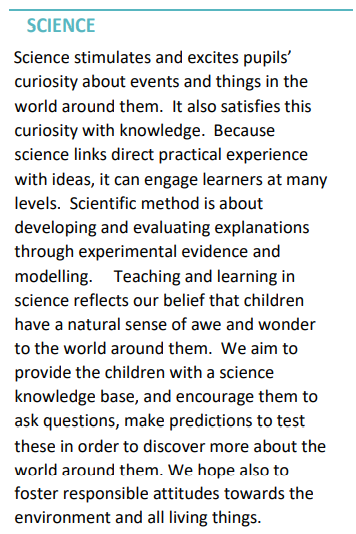 SCIENCE
Science stimulates and excites pupils’
curiosity about events and things in the
world around them.  It also satisfies this
curiosity with knowledge.  Because
science links direct practical experience
with ideas, it can engage learners at many
levels.  Scientific method is about
developing and evaluating explanations
through experimental evidence and
modelling.    Teaching and learning in
science reflects our belief that children
have a natural sense of awe and wonder
to the world around them.  We aim to
provide the children with a science
knowledge base, and encourage them to
ask questions, make predictions to test
these in order to discover more about the
world around them. We hope also to
foster responsible attitudes towards the
environment and all living things.